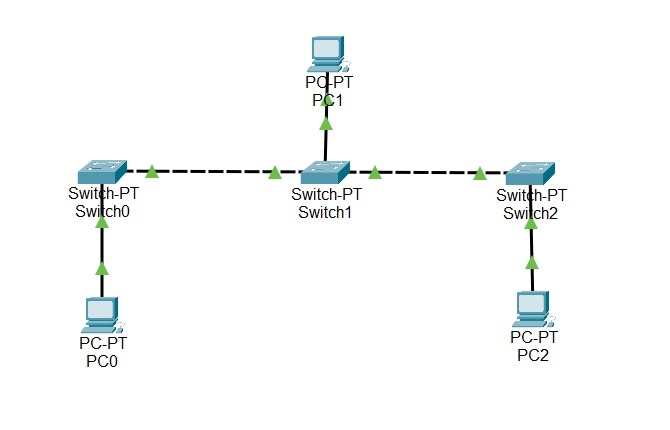 PC-PT
PC1
Switch-PT
Switch0
Switch-PT
Switch1
Switch-PT
Switch2
PC-PT
PC0
PC-PT
PC2